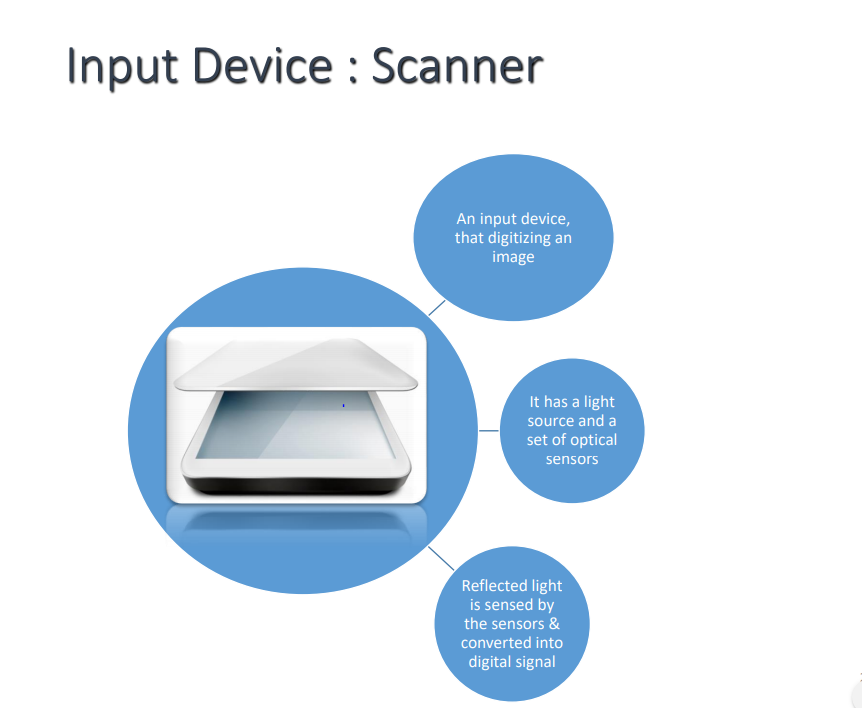 Input Device : Scanner
An input device,
that digitizing an
image
It has a light
source and a
set of optical
sensors
Reflected light
is sensed by
the sensors &
converted into
digital signal